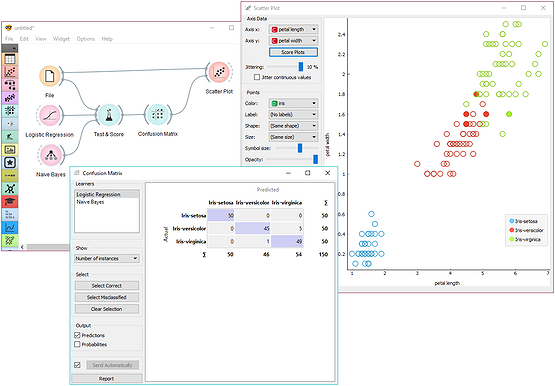 untitled*
File Edit View Widget Options Help
File
Logistic Regression
Naive Bayes
Test & Score
Confusion Matrix
Scatter Plot
Scatter Plot
Axis Data
Axis x: petal length
Axis y: petal width
Score Plots
Jittering: 10 %
Jitter continuous values
Points
Color: iris
Label: (No labels)
Shape: (Same shape)
Size: (Same size)
Symbol size:
Opacity:
petal width
2.4
2.2
2
1.8
1.6
1.4
1.2
1
0.8
0.6
0.4
0.2
1 2 3 4 5 6 7
petal length
Iris-setosa
Iris-versicolor
Iris-virginica
Confusion Matrix
Learners
Logistic Regression
Naive Bayes
Show
Number of instances
Select
Select Correct
Select Misclassified
Clear Selection
Output
Predictions
Probabilities
Send Automatically
Report
Predicted
Iris-setosa Iris-versicolor Iris-virginica Σ
Actual
Iris-setosa 50 0 0 50
Iris-versicolor 0 45 5 50
Iris-virginica 0 1 49 50
Σ 50 46 54 150